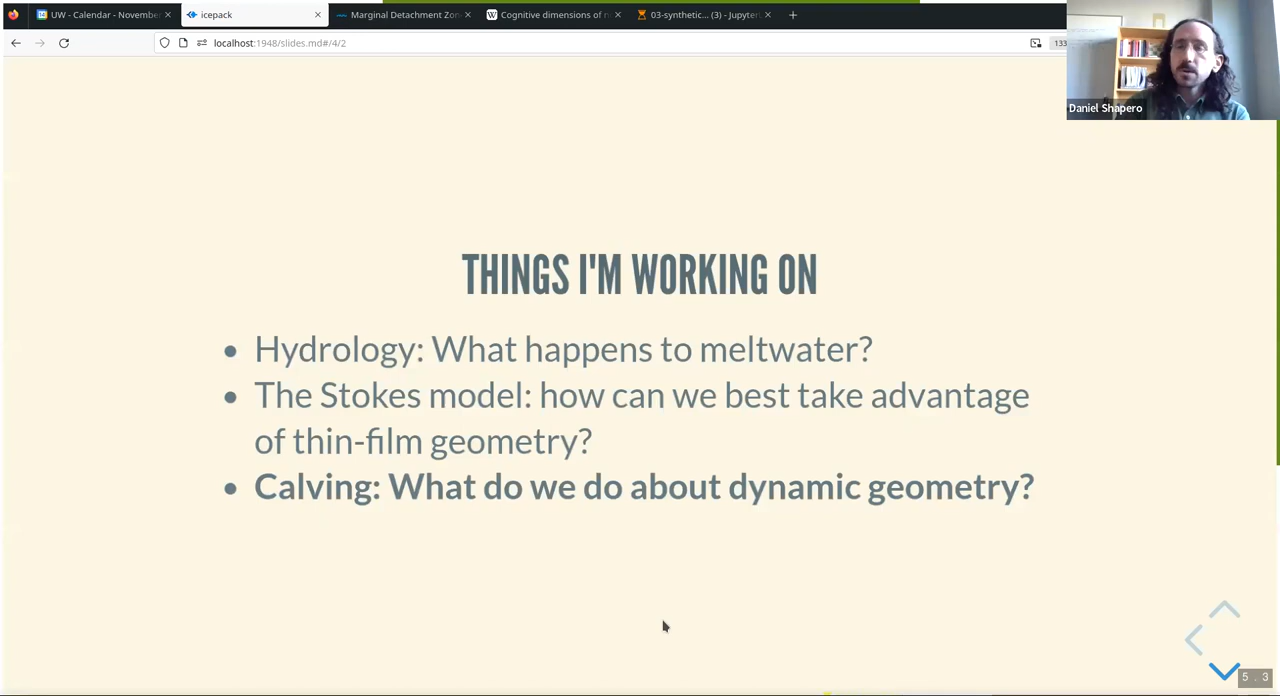 UW - Calendar - November
icepack
Marginal Detachment Zon
Cognitive dimensions of n
03-synthetic... (3) - Jupyter
localhost:1948/slides.md#/4/2
133
Daniel Shapero
THINGS I'M WORKING ON
• Hydrology: What happens to meltwater?
• The Stokes model: how can we best take advantage
of thin-film geometry?
• Calving: What do we do about dynamic geometry?
5 . 3